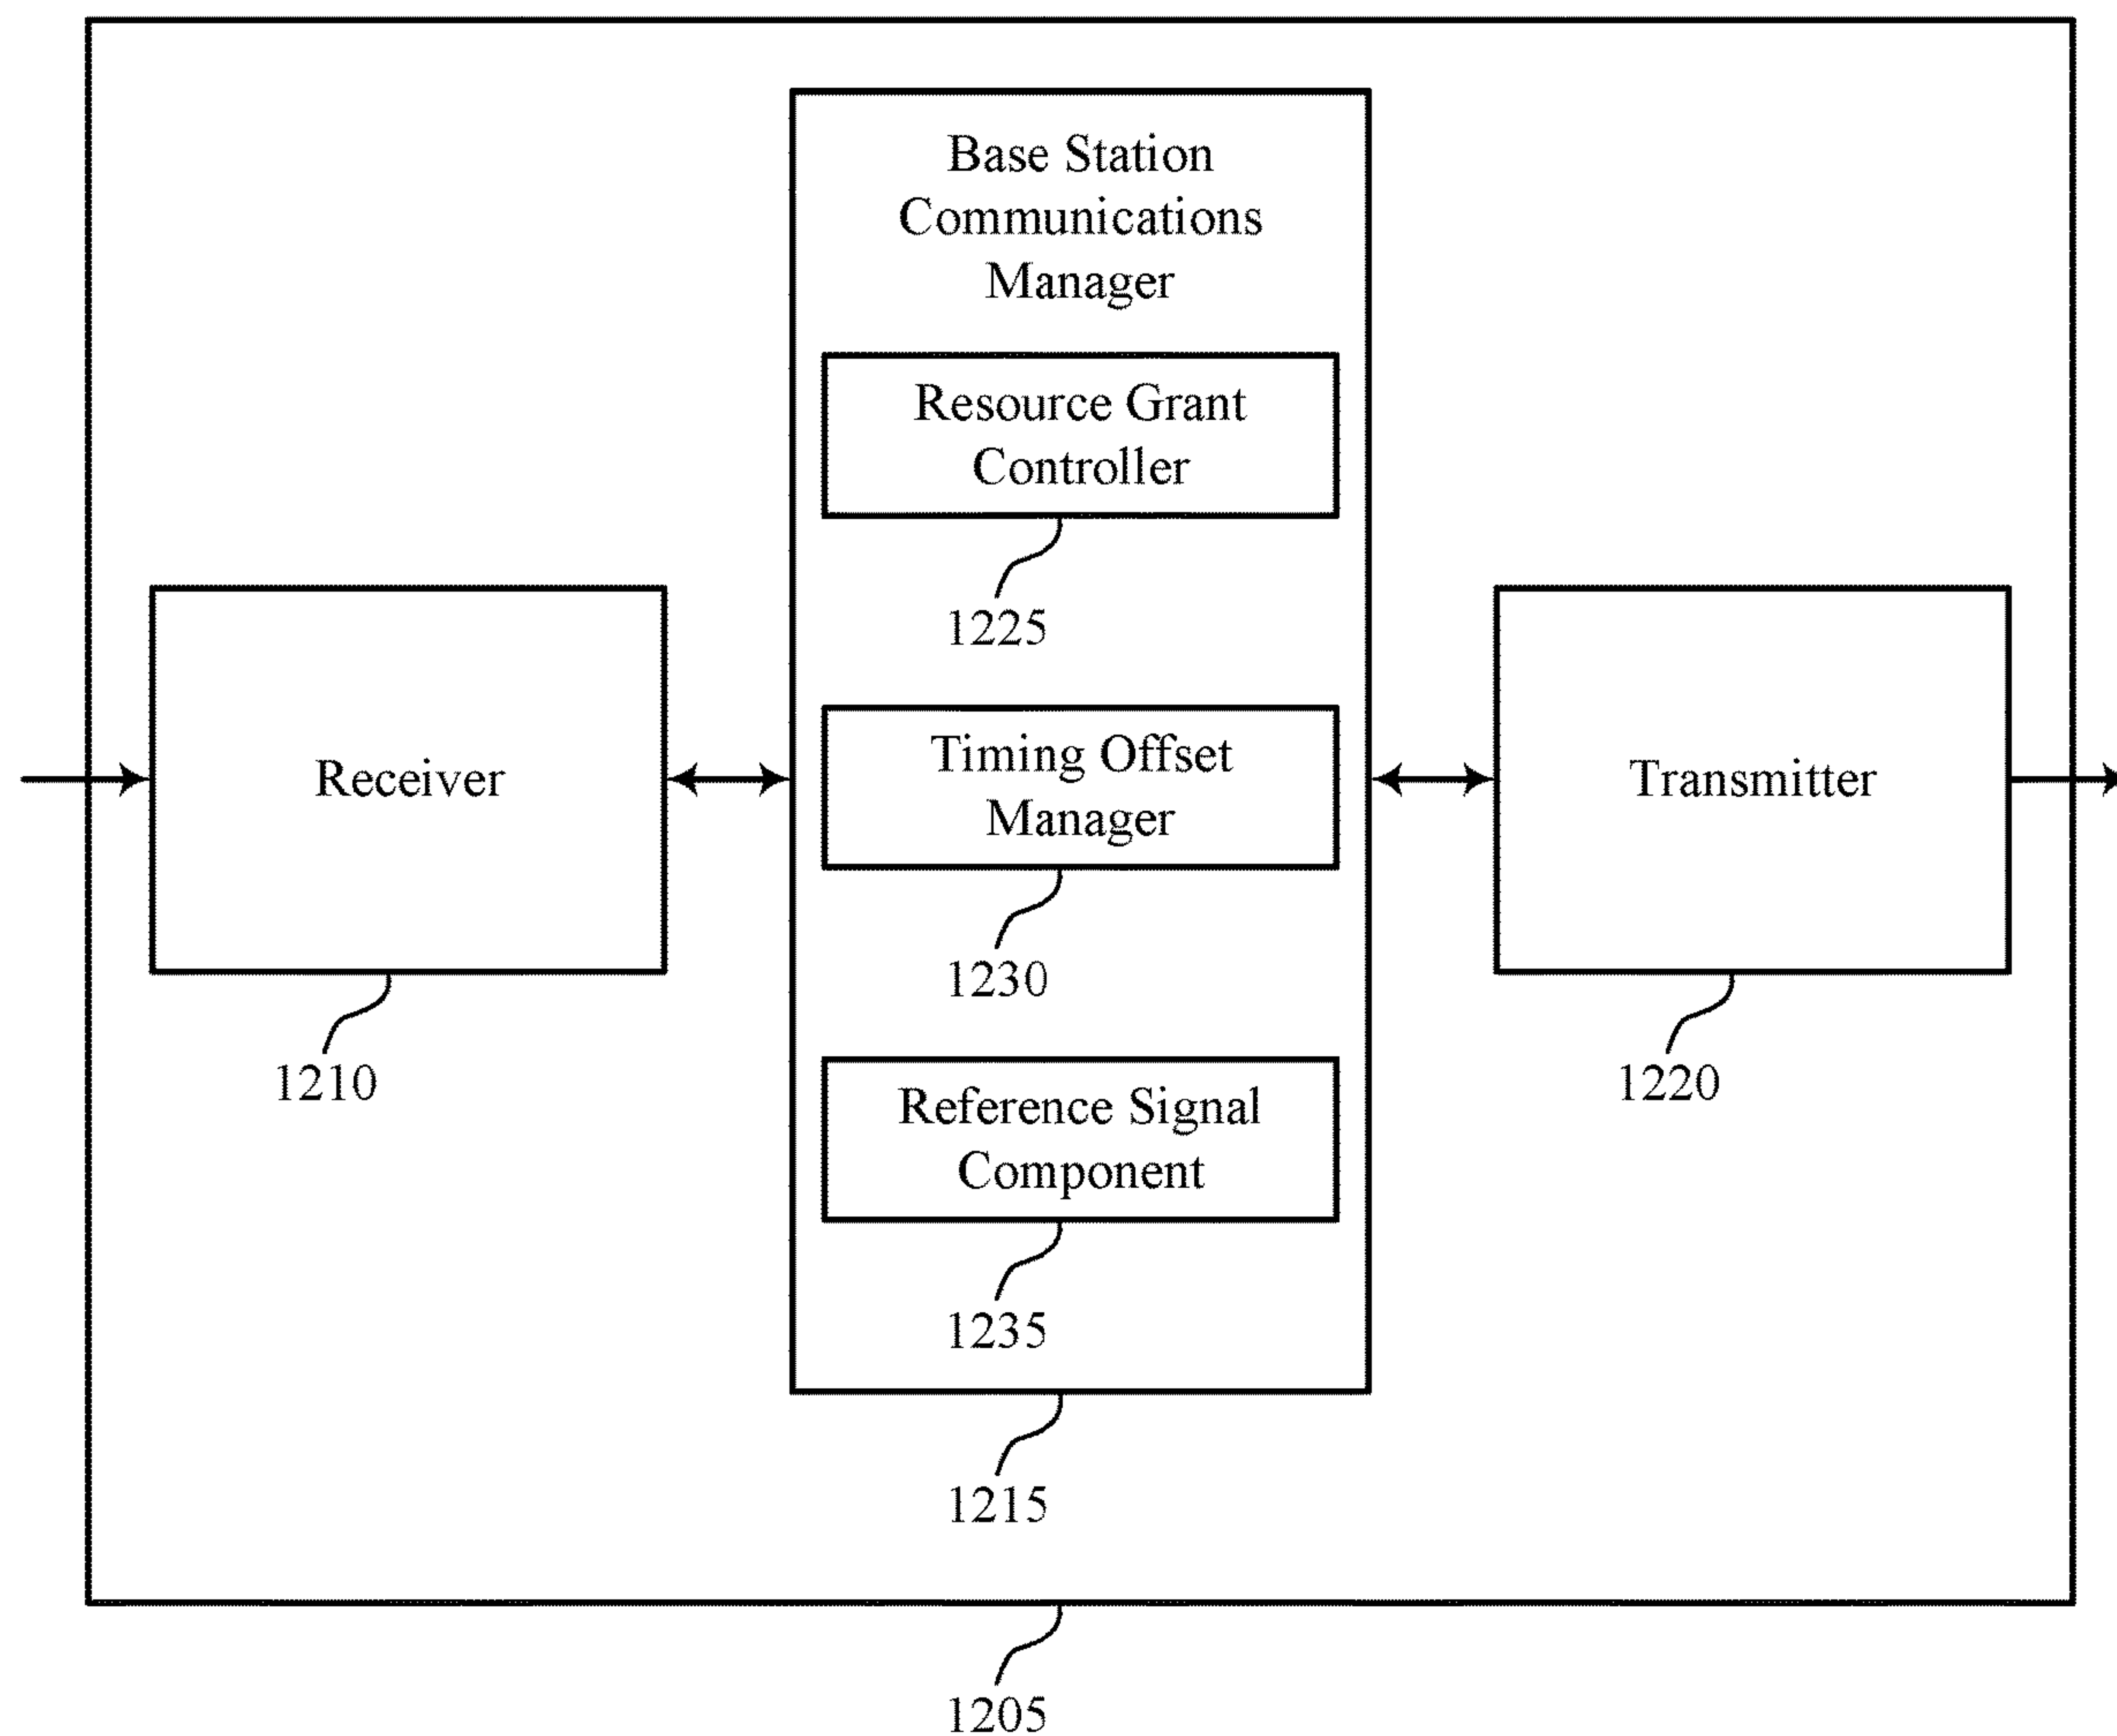 Base Station
Communications
Manager
Resource Grant
Controller
1225
Receiver
1210
Timing Offset
Manager
1230
Transmitter
1220
Reference Signal
Component
1235
1215
1205